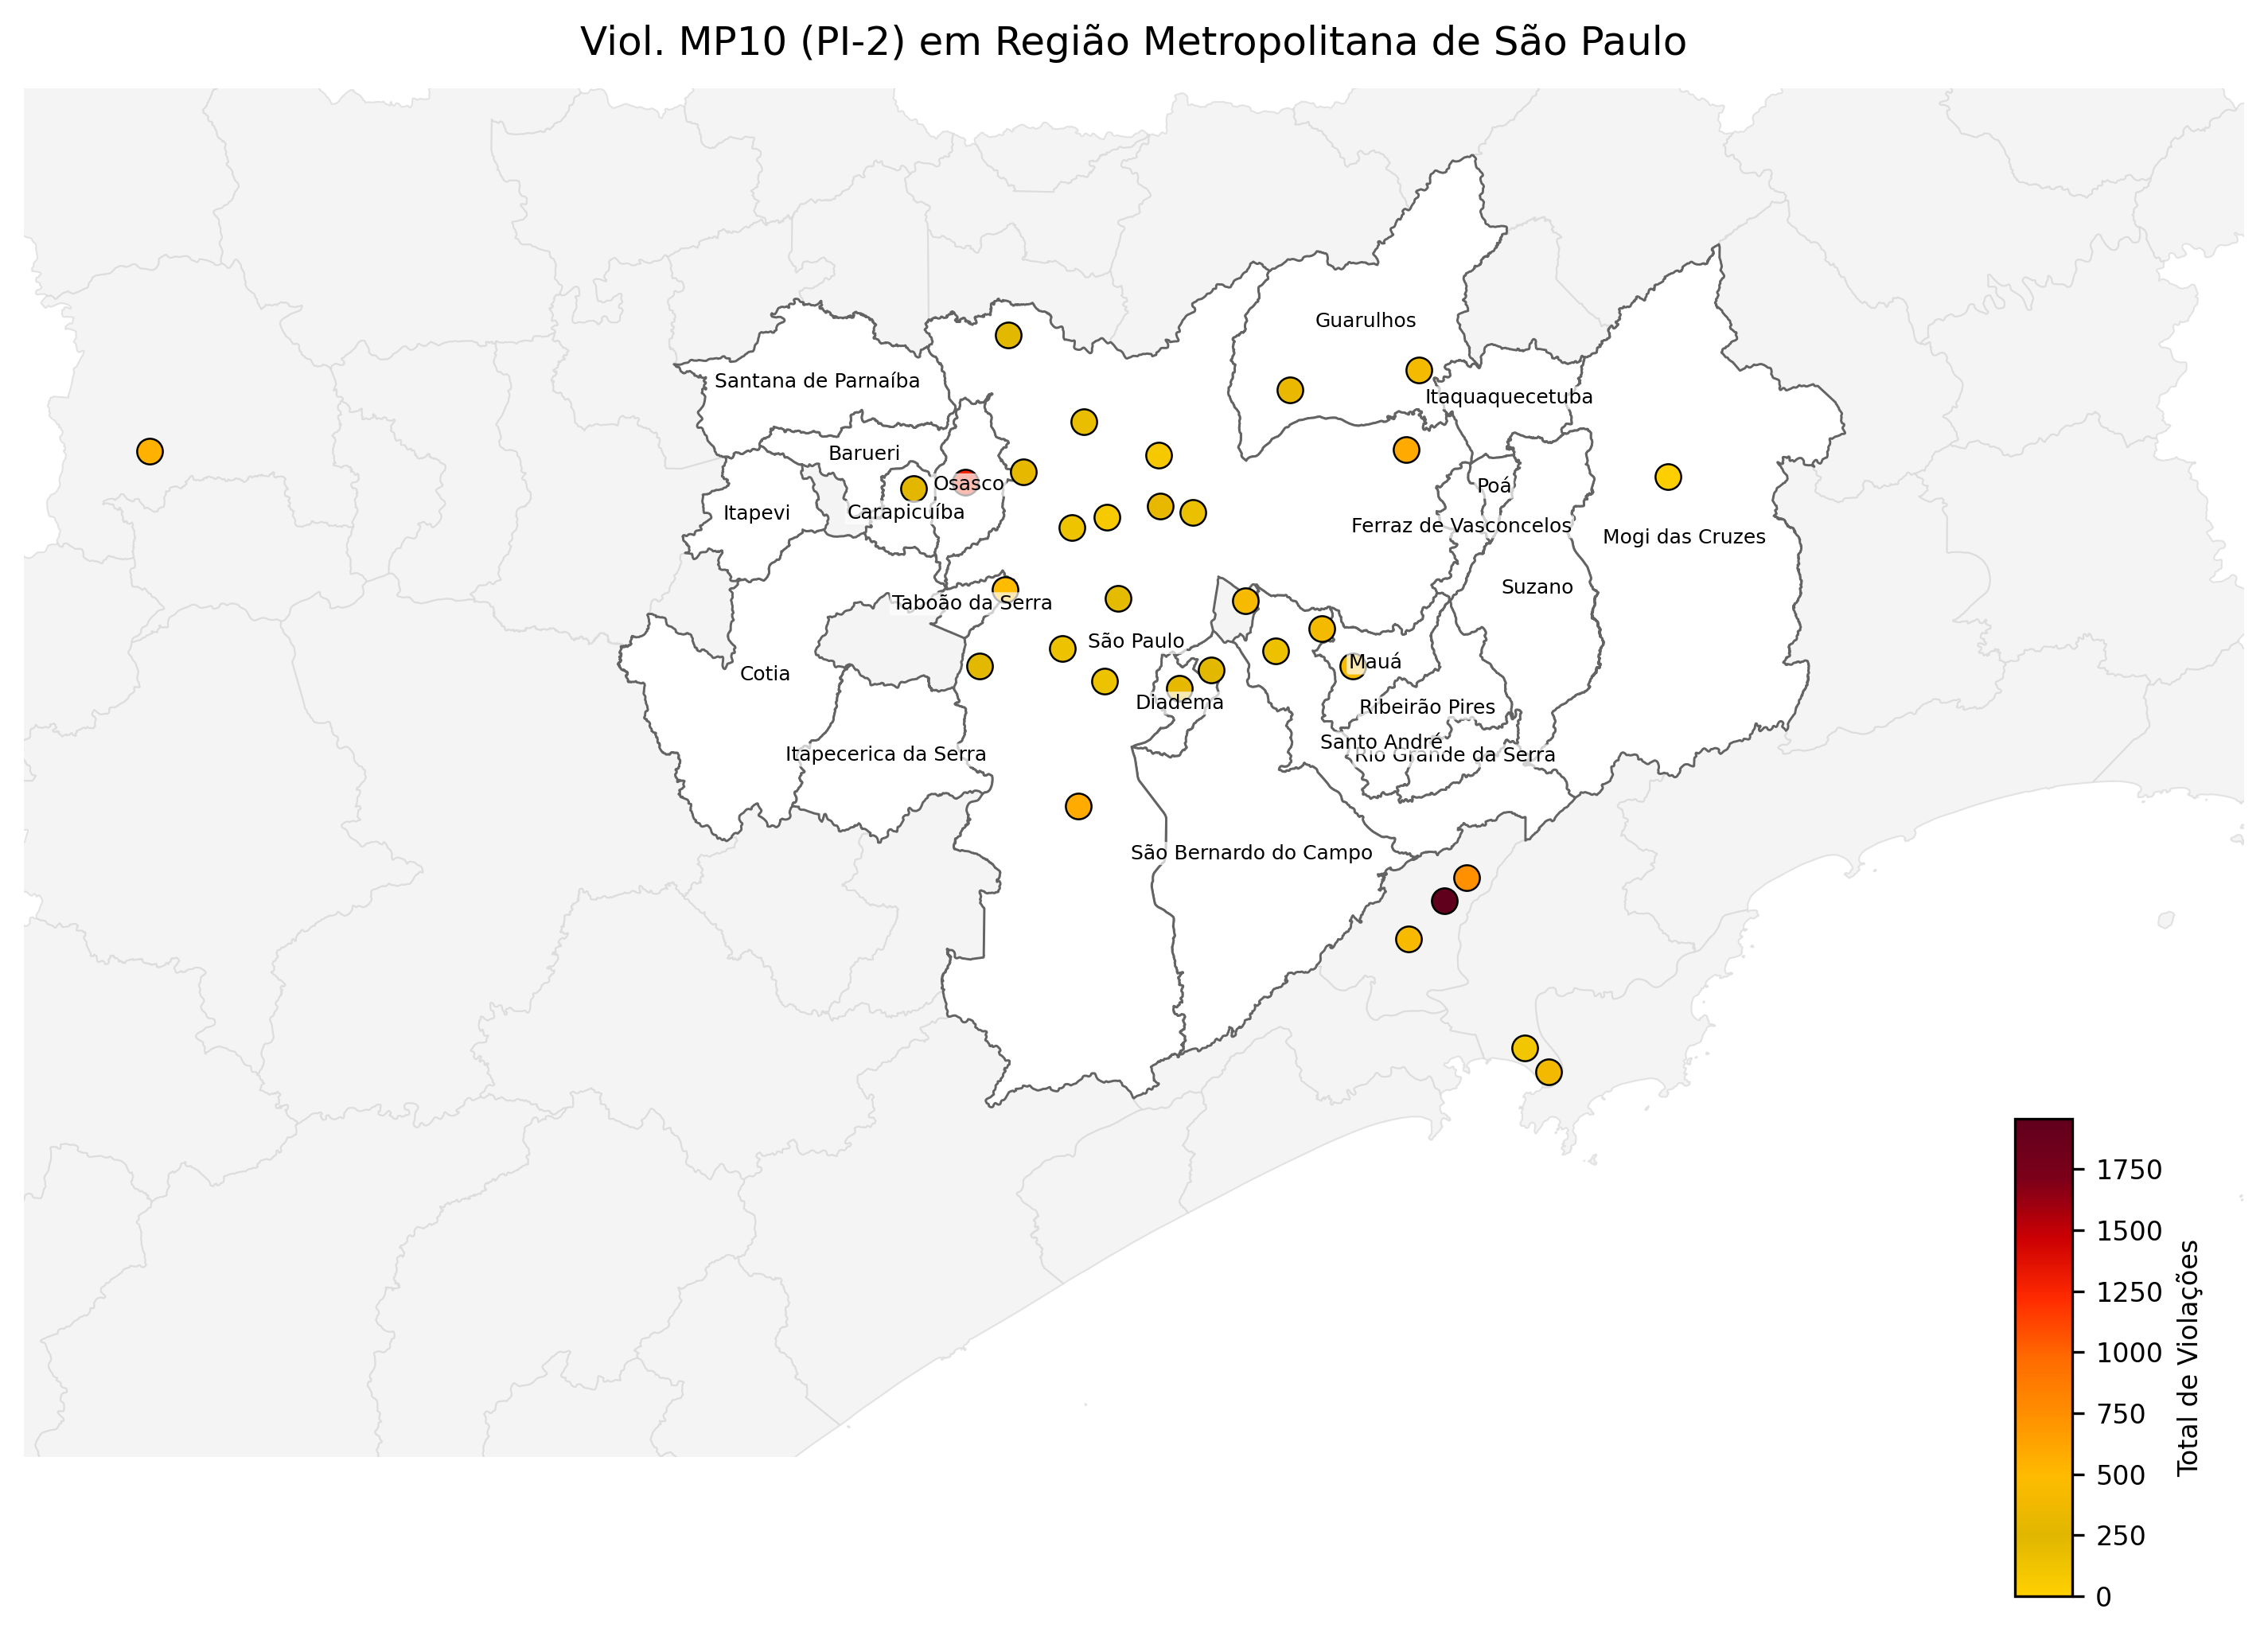 Viol. MP10 (PI-2) em Região Metropolitana de São Paulo
Guarulhos
Santana de Parnaíba
Itaquaquecetuba
Barueri
Osasco
Poá
Itapevi
Carapicuíba
Ferraz de Vasconcelos
Mogi das Cruzes
Suzano
Taboão da Serra
São Paulo
Mauá
Cotia
Diadema
Ribeirão Pires
Santo André
Itapecerica da Serra
Rio Grande da Serra
São Bernardo do Campo
1750
1500
1250
1000
750
500
250
0
Total de Violações